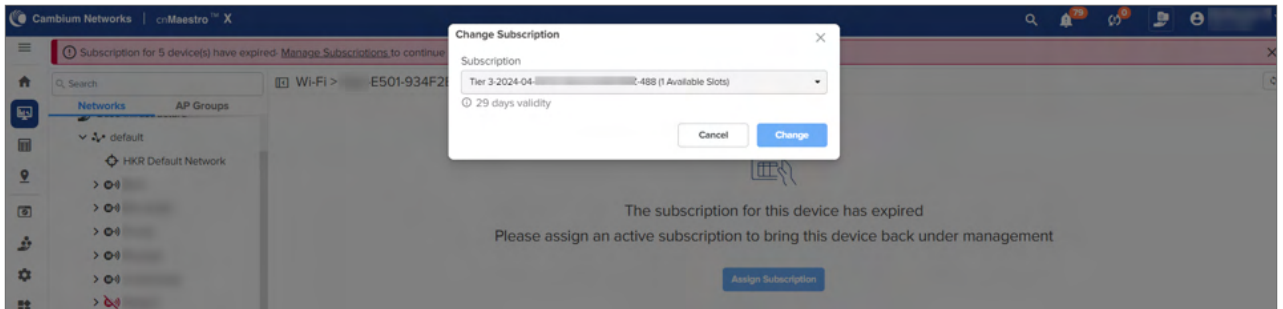 Cambium Networks | cnMaestro™ X
79
0
Subscription for 5 device(s) have expired- Manage Subscriptions to continue
Change Subscription
Subscription
Tier 3-2024-04- -488 (1 Available Slots)
29 days validity
Cancel
Change
Search
Networks
AP Groups
default
HKR Default Network
Wi-Fi >
E501-934F2
The subscription for this device has expired
Please assign an active subscription to bring this device back under management
Assign Subscription